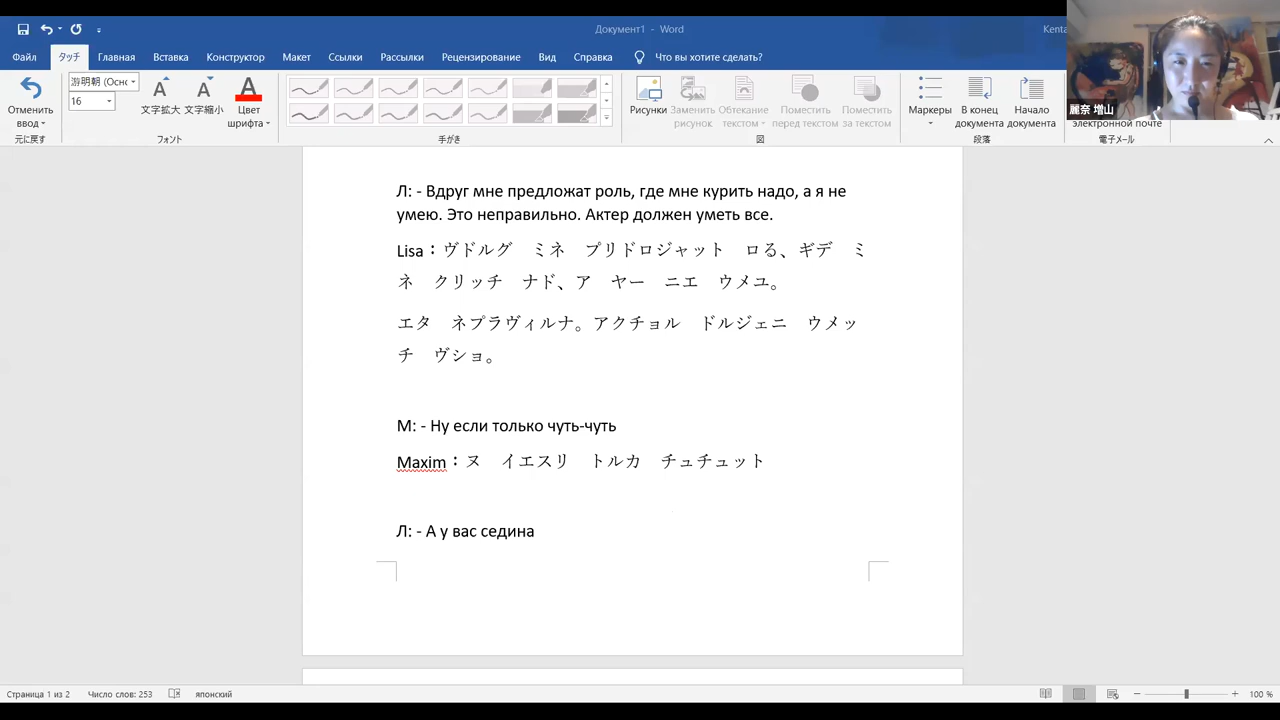 Документ1 - Word
Kenta
Файл タッチ Главная Вставка Конструктор Макет Ссылки Рассылки Рецензирование Вид Справка Что вы хотите сделать?
Отменить ввод
元に戻す
游明朝 (Осно
16
文字拡大
文字縮小
Цвет шрифта
フォント
手がき
Рисунки
Заменить рисунок
Обтекание текстом
Поместить перед текстом
Поместить за текстом
図
Маркеры
В конец документа
Начало документа
段落
электронной почте
電子メール
麗奈 増山
Л: - Вдруг мне предложат роль, где мне курить надо, а я не
умею. Это неправильно. Актер должен уметь все.
Lisa：ヴドルグ　ミネ　プリドロジャット　ロる、ギデ　ミ
ネ　クリッチ　ナド、ア　ヤー　ニエ　ウメユ。
エタ　ネプラヴィルナ。アクチョル　ドルジェニ　ウメッ
チ　ヴショ。
М: - Ну если только чуть-чуть
Maxim：ヌ　イエスリ　トルカ　チュチュット
Л: - А у вас седина
Страница 1 из 2 Число слов: 253 японский 100 %